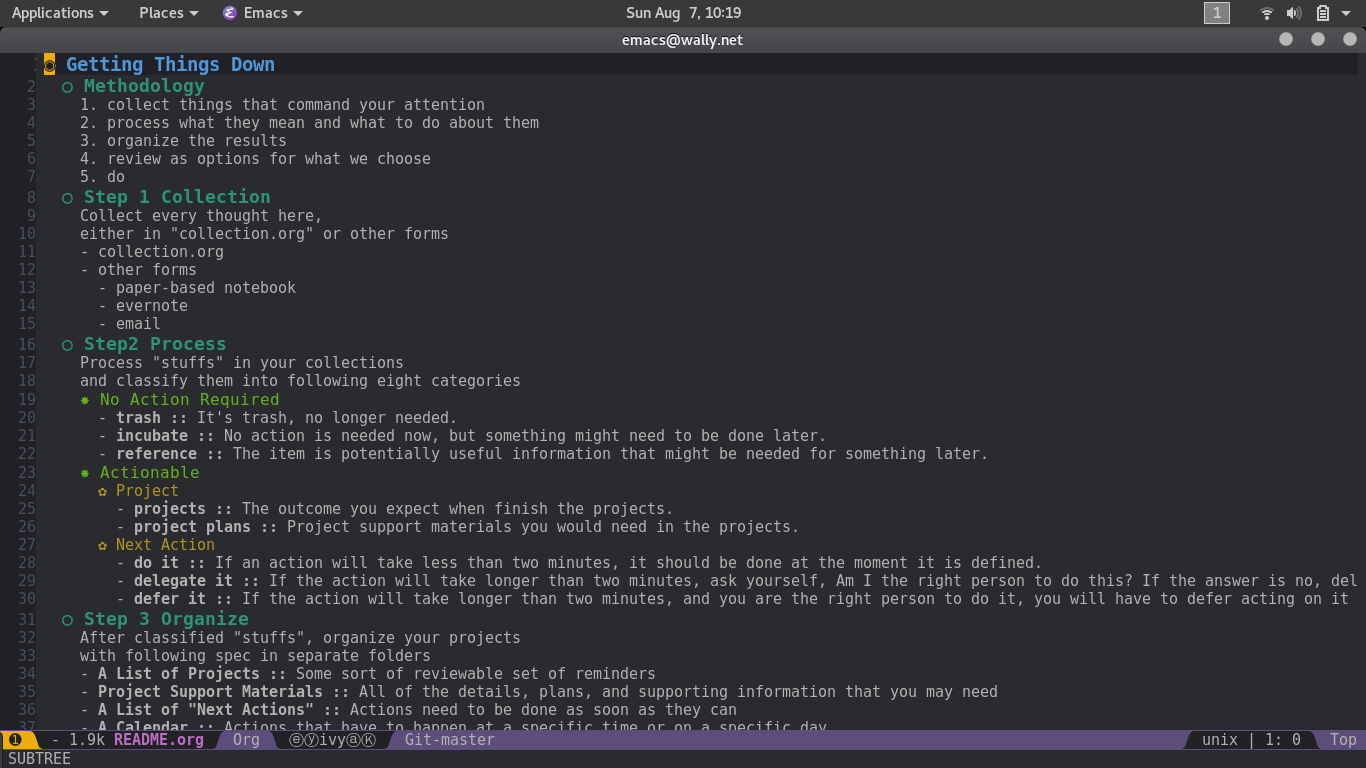 Applications Places Emacs Sun Aug 7, 10:19 1
emacs@wally.net
1 Getting Things Down
2 Methodology
3 1. collect things that command your attention
4 2. process what they mean and what to do about them
5 3. organize the results
6 4. review as options for what we choose
7 5. do
8 Step 1 Collection
9 Collect every thought here,
10 either in "collection.org" or other forms
11 - collection.org
12 - other forms
13 - paper-based notebook
14 - evernote
15 - email
16 Step2 Process
17 Process "stuffs" in your collections
18 and classify them into following eight categories
19 No Action Required
20 - trash :: It's trash, no longer needed.
21 - incubate :: No action is needed now, but something might need to be done later.
22 - reference :: The item is potentially useful information that might be needed for something later.
23 Actionable
24 Project
25 - projects :: The outcome you expect when finish the projects.
26 - project plans :: Project support materials you would need in the projects.
27 Next Action
28 - do it :: If an action will take less than two minutes, it should be done at the moment it is defined.
29 - delegate it :: If the action will take longer than two minutes, ask yourself, Am I the right person to do this? If the answer is no, del
30 - defer it :: If the action will take longer than two minutes, and you are the right person to do it, you will have to defer acting on it
31 Step 3 Organize
32 After classified "stuffs", organize your projects
33 with following spec in separate folders
34 - A List of Projects :: Some sort of reviewable set of reminders
35 - Project Support Materials :: All of the details, plans, and supporting information that you may need
36 - A List of "Next Actions" :: Actions need to be done as soon as they can
37 - A Calendar :: Actions that have to happen at a specific time or on a specific day
❶ - 1.9k README.org Org ⓔⓨivyⓐⓀ Git-master unix | 1: 0 Top
SUBTREE